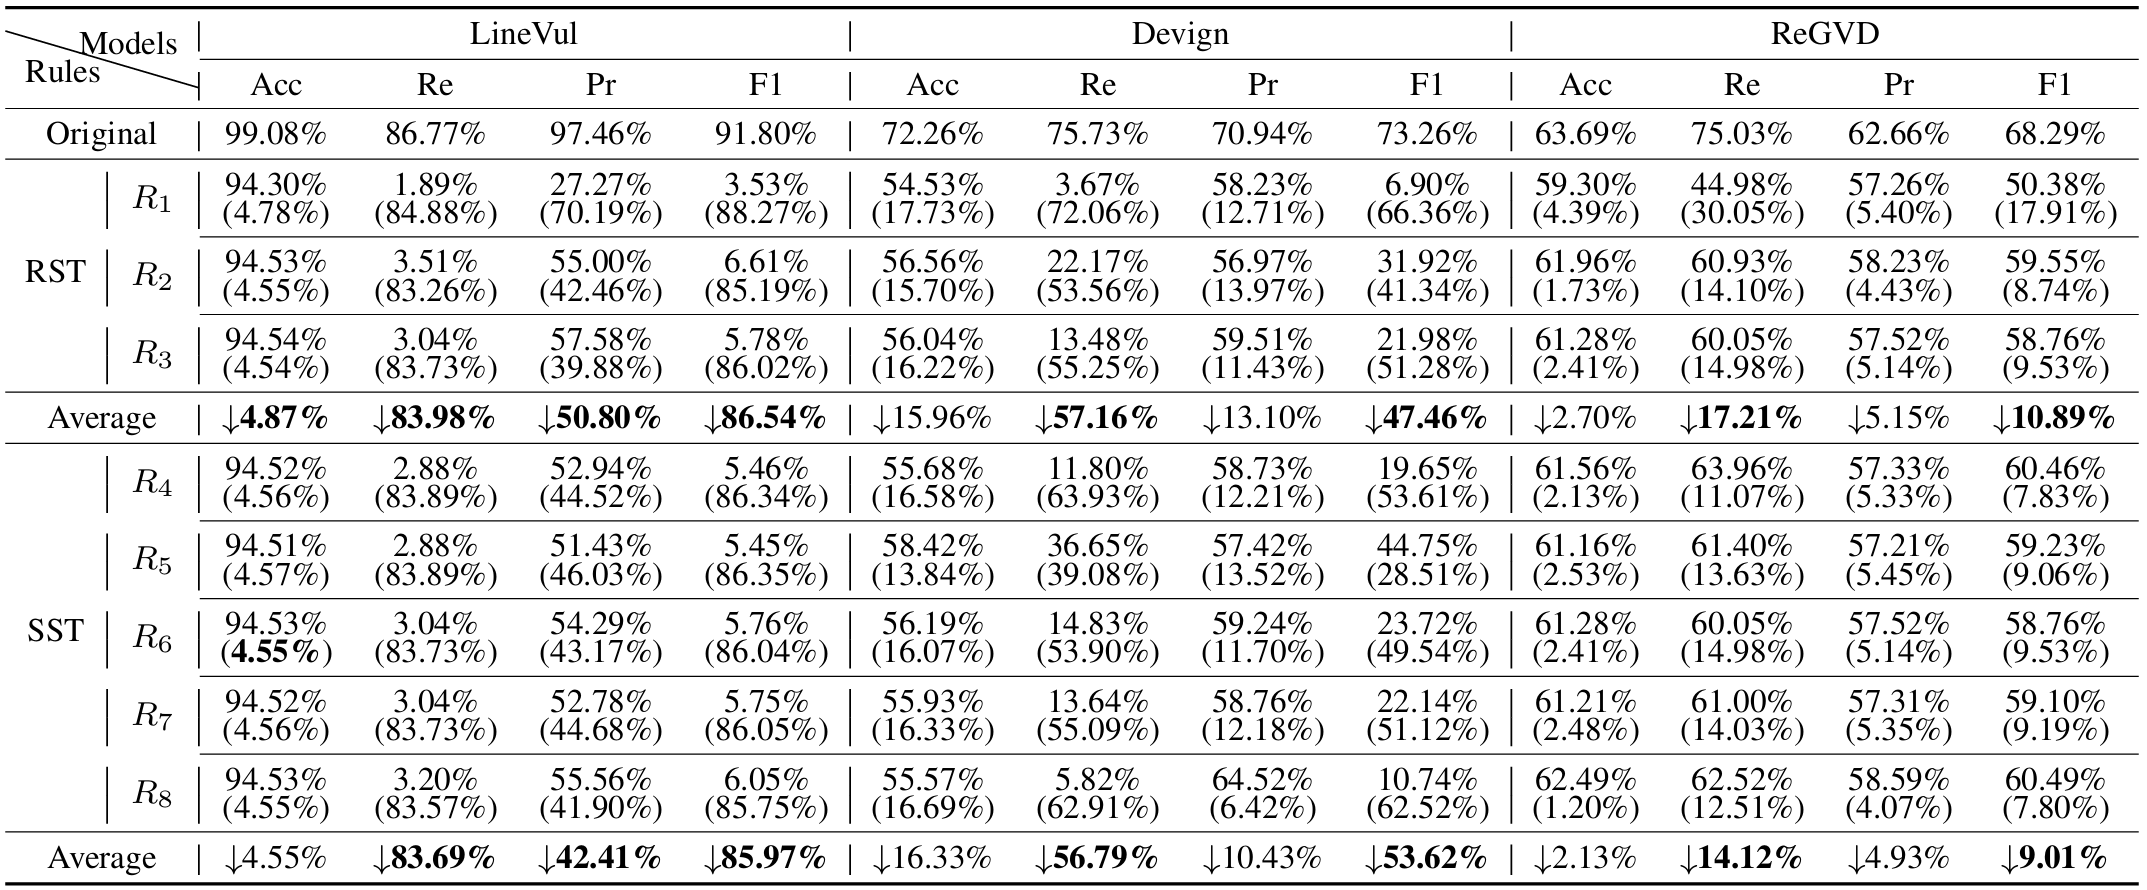 Models LineVul Devign ReGVD
Rules Acc Re Pr F1 Acc Re Pr F1 Acc Re Pr F1
Original 99.08% 86.77% 97.46% 91.80% 72.26% 75.73% 70.94% 73.26% 63.69% 75.03% 62.66% 68.29%
94.30% 1.89% 27.27% 3.53% 54.53% 3.67% 58.23% 6.90% 59.30% 44.98% 57.26% 50.38%
R1
(4.78%) (84.88%) (70.19%) (88.27%) (17.73%) (72.06%) (12.71%) (66.36%) (4.39%) (30.05%) (5.40%) (17.91%)
94.53% 3.51% 55.00% 6.61% 56.56% 22.17% 56.97% 31.92% 61.96% 60.93% 58.23% 59.55%
RST R2
(4.55%) (83.26%) (42.46%) (85.19%) (15.70%) (53.56%) (13.97%) (41.34%) (1.73%) (14.10%) (4.43%) (8.74%)
94.54% 3.04% 57.58% 5.78% 56.04% 13.48% 59.51% 21.98% 61.28% 60.05% 57.52% 58.76%
R3
(4.54%) (83.73%) (39.88%) (86.02%) (16.22%) (55.25%) (11.43%) (51.28%) (2.41%) (14.98%) (5.14%) (9.53%)
Average ↓4.87% ↓83.98% ↓50.80% ↓86.54% ↓15.96% ↓57.16% ↓13.10% ↓47.46% ↓2.70% ↓17.21% ↓5.15% ↓10.89%
94.52% 2.88% 52.94% 5.46% 55.68% 11.80% 58.73% 19.65% 61.56% 63.96% 57.33% 60.46%
R4
(4.56%) (83.89%) (44.52%) (86.34%) (16.58%) (63.93%) (12.21%) (53.61%) (2.13%) (11.07%) (5.33%) (7.83%)
94.51% 2.88% 51.43% 5.45% 58.42% 36.65% 57.42% 44.75% 61.16% 61.40% 57.21% 59.23%
R5
(4.57%) (83.89%) (46.03%) (86.35%) (13.84%) (39.08%) (13.52%) (28.51%) (2.53%) (13.63%) (5.45%) (9.06%)
94.53% 3.04% 54.29% 5.76% 56.19% 14.83% 59.24% 23.72% 61.28% 60.05% 57.52% 58.76%
SST R6
(4.55%) (83.73%) (43.17%) (86.04%) (16.07%) (53.90%) (11.70%) (49.54%) (2.41%) (14.98%) (5.14%) (9.53%)
94.52% 3.04% 52.78% 5.75% 55.93% 13.64% 58.76% 22.14% 61.21% 61.00% 57.31% 59.10%
R7
(4.56%) (83.73%) (44.68%) (86.05%) (16.33%) (55.09%) (12.18%) (51.12%) (2.48%) (14.03%) (5.35%) (9.19%)
94.53% 3.20% 55.56% 6.05% 55.57% 5.82% 64.52% 10.74% 62.49% 62.52% 58.59% 60.49%
R8
(4.55%) (83.57%) (41.90%) (85.75%) (16.69%) (62.91%) (6.42%) (62.52%) (1.20%) (12.51%) (4.07%) (7.80%)
Average ↓4.55% ↓83.69% ↓42.41% ↓85.97% ↓16.33% ↓56.79% ↓10.43% ↓53.62% ↓2.13% ↓14.12% ↓4.93% ↓9.01%